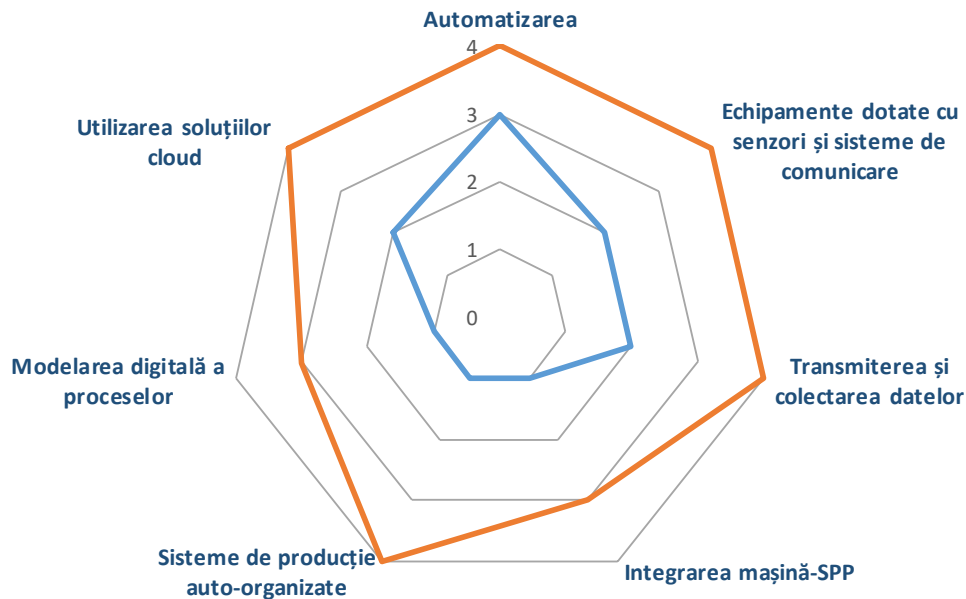 Automatizarea
4
Echipamente dotate cu
senzori și sisteme de
comunicare
Utilizarea soluțiilor
cloud
3
2
1
0
Modelarea digitală a
proceselor
Transmiterea și
colectarea datelor
Sisteme de producție
auto-organizate
Integrarea mașină-SPP